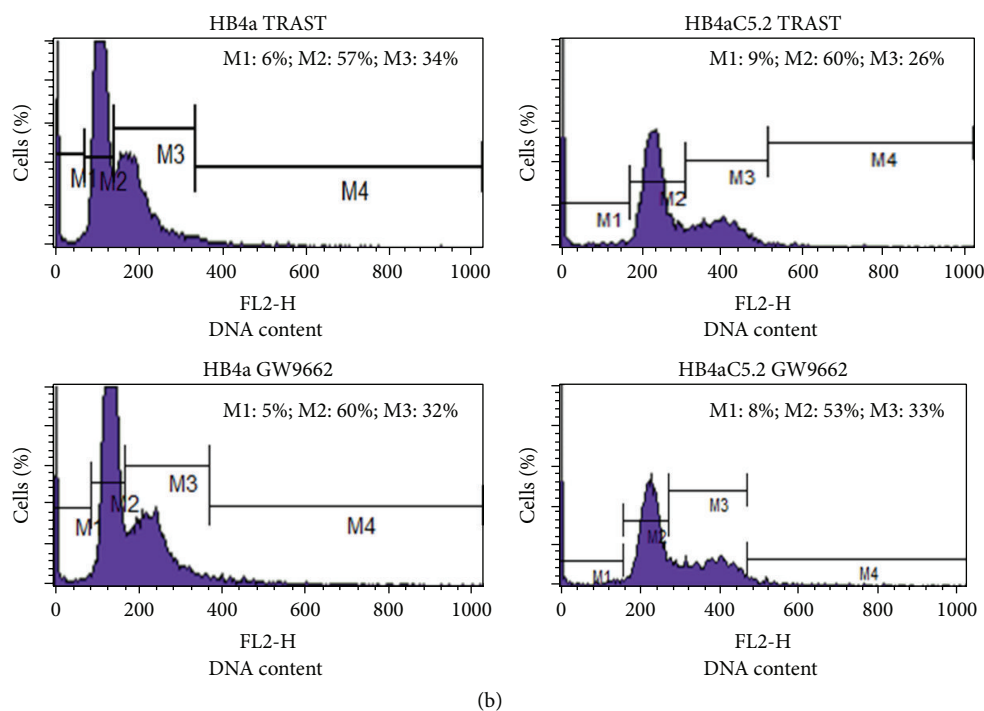 HB4a TRAST
M1: 6%; M2: 57%; M3: 34%
Cells (%)
M1
M2
M3
M4
0 200 400 600 800 1000
FL2-H
DNA content
HB4aC5.2 TRAST
M1: 9%; M2: 60%; M3: 26%
Cells (%)
M1
M2
M3
M4
0 200 400 600 800 1000
FL2-H
DNA content
HB4a GW9662
M1: 5%; M2: 60%; M3: 32%
Cells (%)
M1
M2
M3
M4
0 200 400 600 800 1000
FL2-H
DNA content
HB4aC5.2 GW9662
M1: 8%; M2: 53%; M3: 33%
Cells (%)
M1
M2
M3
M4
0 200 400 600 800 1000
FL2-H
DNA content
(b)